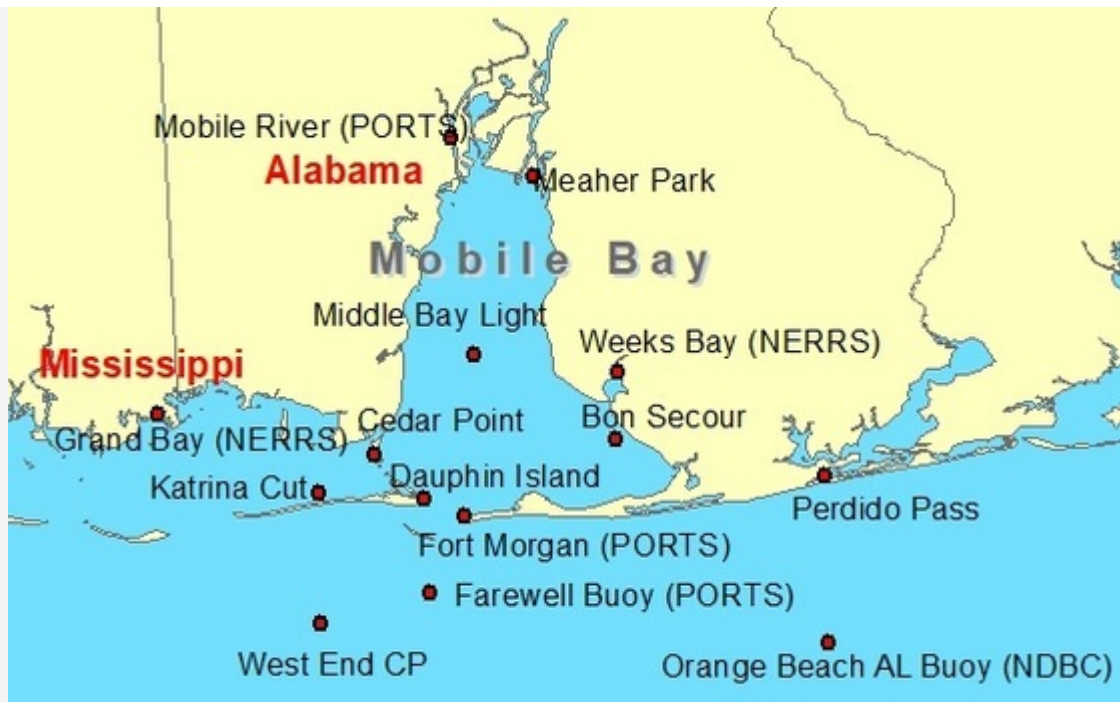 Mobile River (PORTS)
Alabama
Meaher Park
Mobile Bay
Middle Bay Light
Weeks Bay (NERRS)
Mississippi
Bon Secour
Cedar Point
Grand Bay (NERRS)
Dauphin Island
Katrina Cut
Perdido Pass
Fort Morgan (PORTS)
Farewell Buoy (PORTS)
West End CP
Orange Beach AL Buoy (NDBC)